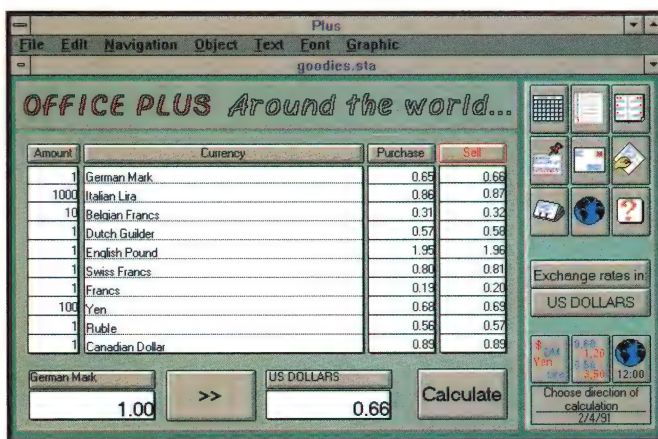 Plus
File Edit Navigation Object Text Font Graphic
goodies.sta
OFFICE PLUS Around the world...
Amount Currency Purchase Sell
1 German Mark 0.65 0.66
1000 Italian Lira 0.86 0.87
10 Belgian Francs 0.31 0.32
1 Dutch Guilder 0.57 0.58
1 English Pound 1.95 1.96
1 Swiss Francs 0.80 0.81
1 Francs 0.19 0.20
100 Yen 0.68 0.69
1 Ruble 0.56 0.57
1 Canadian Dollar 0.89 0.89
German Mark
1.00
>>
US DOLLARS
0.66
Calculate
?
Exchange rates in:
US DOLLARS
$
DM
Yen
12:00
Choose direction of
calculation
2/4/91